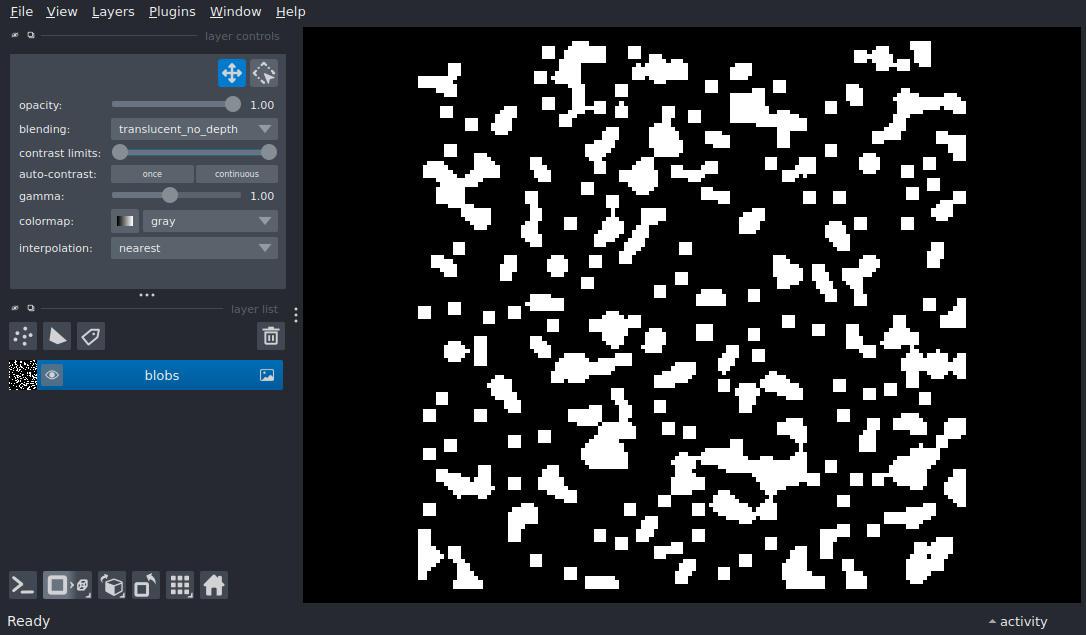 File View Layers Plugins Window Help
layer controls
opacity: 1.00
blending: translucent_no_depth
contrast limits:
auto-contrast: once continuous
gamma: 1.00
colormap: gray
interpolation: nearest
layer list
blobs
Ready activity